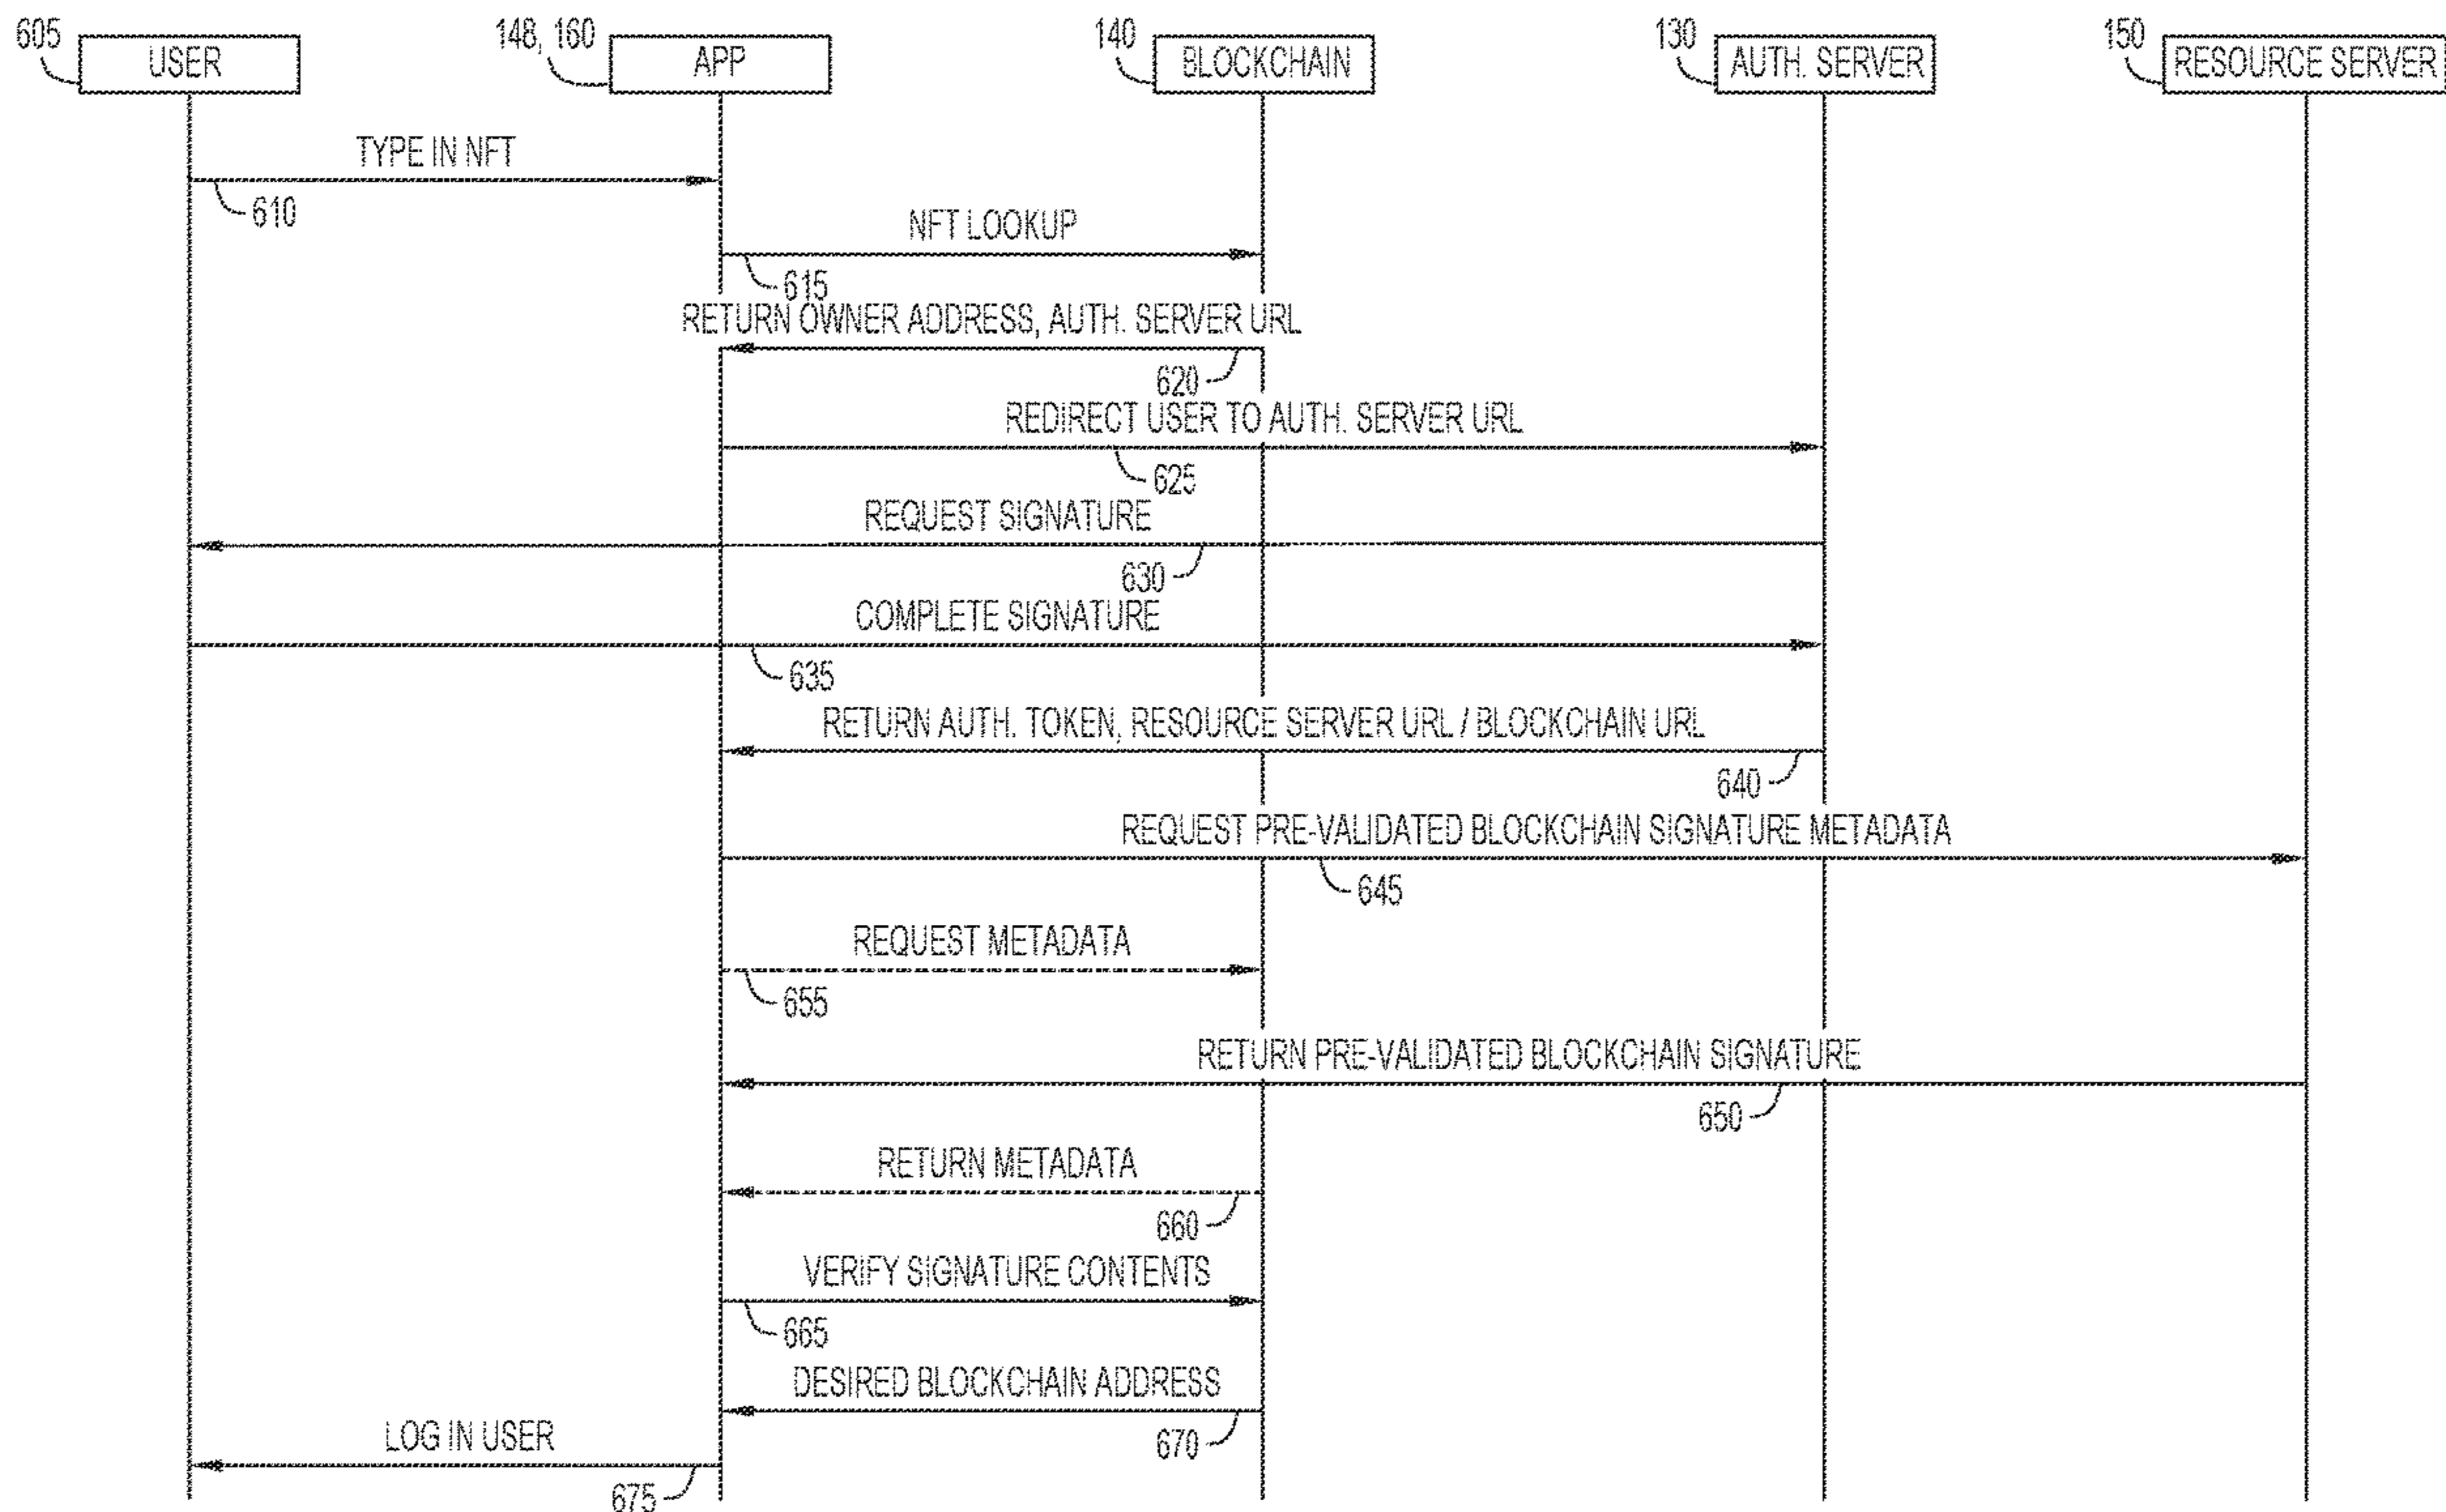 605
USER
148, 160
APP
140
BLOCKCHAIN
130
AUTH. SERVER
150
RESOURCE SERVER
TYPE IN NFT
610
NFT LOOKUP
615
RETURN OWNER ADDRESS, AUTH. SERVER URL
620
REDIRECT USER TO AUTH. SERVER URL
625
REQUEST SIGNATURE
630
COMPLETE SIGNATURE
635
RETURN AUTH. TOKEN, RESOURCE SERVER URL / BLOCKCHAIN URL
640
REQUEST PRE-VALIDATED BLOCKCHAIN SIGNATURE METADATA
645
REQUEST METADATA
655
RETURN PRE-VALIDATED BLOCKCHAIN SIGNATURE
650
RETURN METADATA
660
VERIFY SIGNATURE CONTENTS
665
DESIRED BLOCKCHAIN ADDRESS
670
LOG IN USER
675